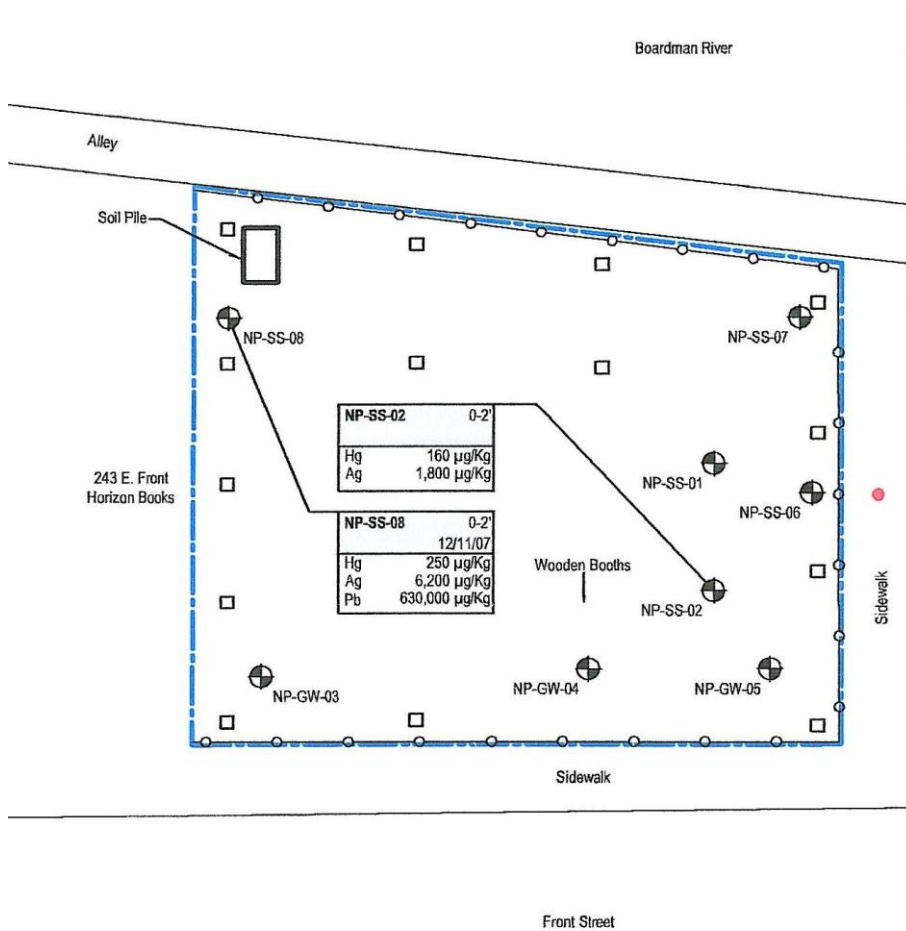 Boardman River
Alley
Soil Pile
NP-SS-08
NP-SS-07
NP-SS-02 0-2'
Hg 160 µg/Kg
Ag 1,800 µg/Kg
NP-SS-01
243 E. Front
Horizon Books
NP-SS-06
NP-SS-08 0-2'
12/11/07
Hg 250 µg/Kg
Ag 6,200 µg/Kg
Pb 630,000 µg/Kg
Wooden Booths
NP-SS-02
Sidewalk
NP-GW-03
NP-GW-04
NP-GW-05
Sidewalk
Front Street